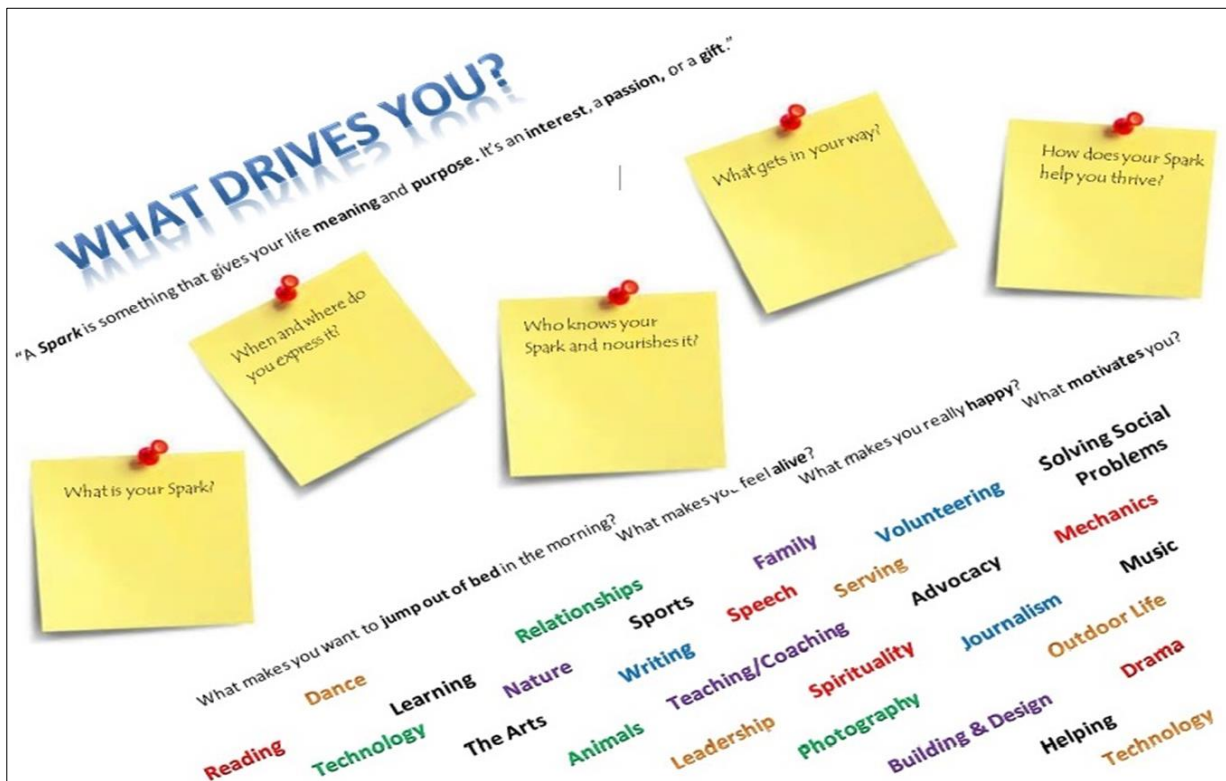 WHAT DRIVES YOU?
"A Spark is something that gives your life meaning and purpose. It's an interest, a passion, or a gift."
What is your Spark?
When and where do
you express it?
Who knows your
Spark and nourishes it?
What gets in your way?
How does your Spark
help you thrive?
What makes you want to jump out of bed in the morning?
What makes you feel alive?
What makes you really happy?
What motivates you?
Relationships
Family
Volunteering
Solving Social
Problems
Dance
Learning
Nature
Sports
Writing
Speech
Serving
Advocacy
Mechanics
Music
Reading
Technology
The Arts
Animals
Teaching/Coaching
Leadership
Spirituality
Photography
Journalism
Building & Design
Outdoor Life
Helping
Drama
Technology